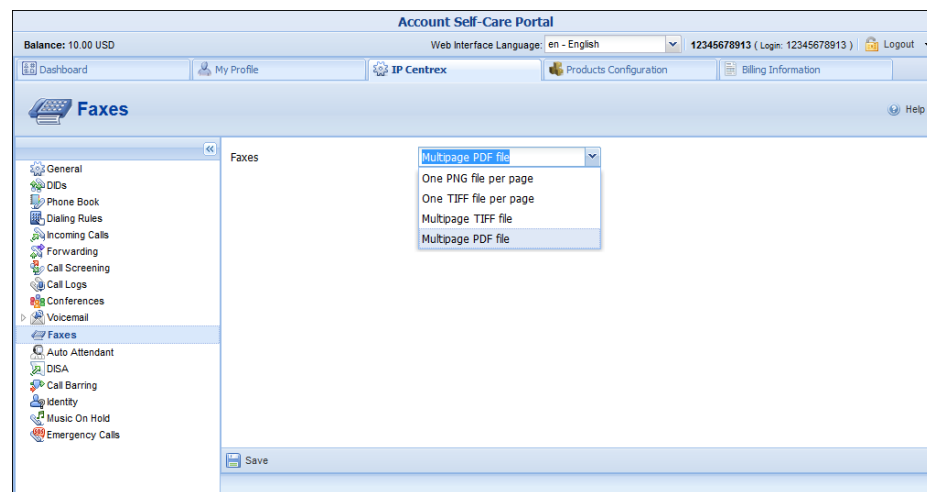 Account Self-Care Portal
Balance: 10.00 USD Web Interface Language: en - English 12345678913 ( Login: 12345678913 ) Logout
Dashboard My Profile IP Centrex Products Configuration Billing Information
Faxes Help
Faxes Multipage PDF file
One PNG file per page
One TIFF file per page
Multipage TIFF file
Multipage PDF file
General
DIDs
Phone Book
Dialing Rules
Incoming Calls
Forwarding
Call Screening
Call Logs
Conferences
Voicemail
Faxes
Auto Attendant
DISA
Call Barring
Identity
Music On Hold
Emergency Calls
Save